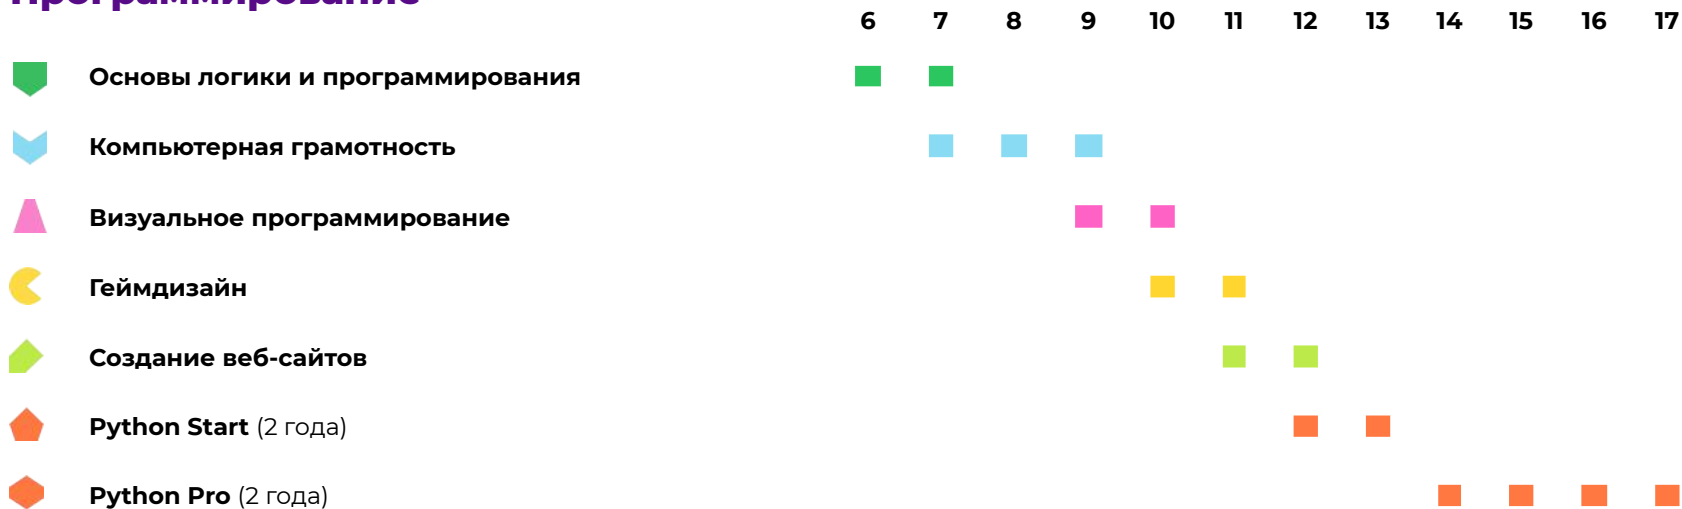 Программирование
6 7 8 9 10 11 12 13 14 15 16 17
Основы логики и программирования
Компьютерная грамотность
Визуальное программирование
Геймдизайн
Создание веб-сайтов
Python Start (2 года)
Python Pro (2 года)